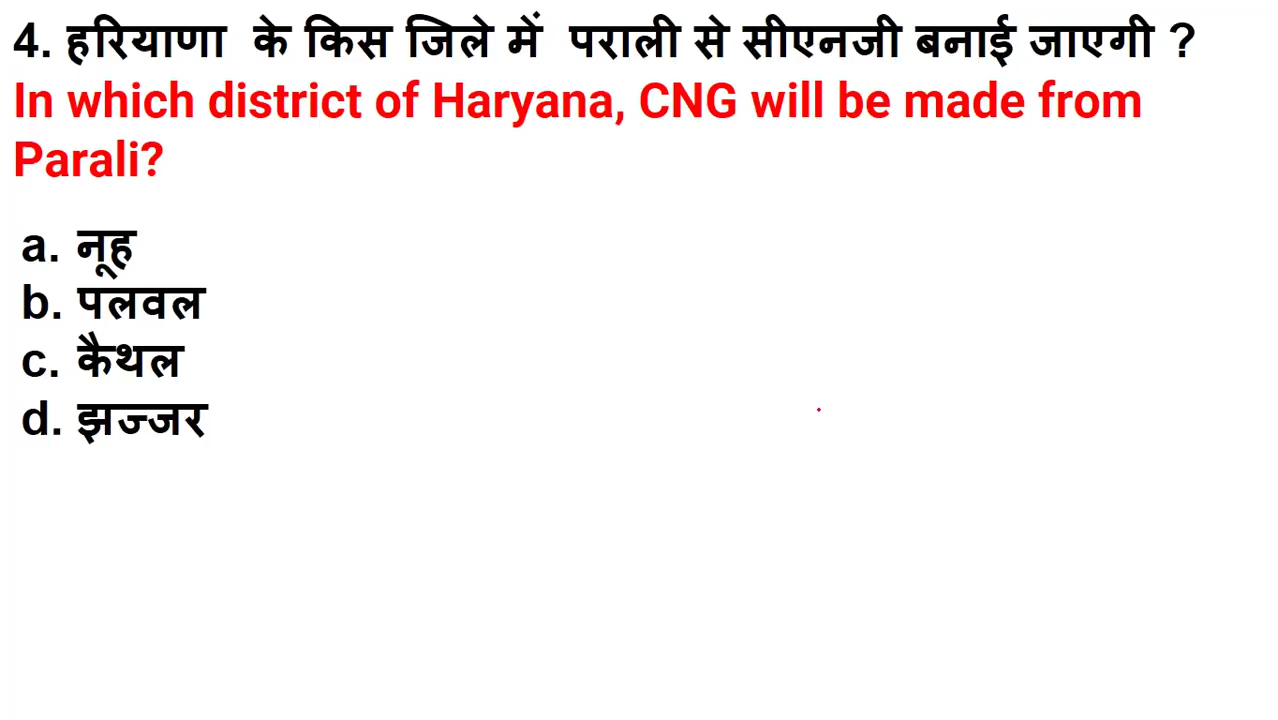 4. हरियाणा के किस जिले में पराली से सीएनजी बनाई जाएगी ?
In which district of Haryana, CNG will be made from
Parali?
a. नूह
b. पलवल
c. कैथल
d. झज्जर